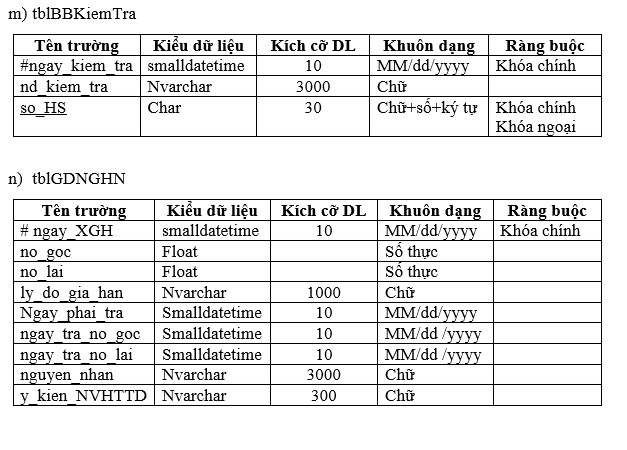 m) tblBBKiemTra
Tên trường Kiểu dữ liệu Kích cỡ DL Khuôn dạng Ràng buộc
#ngay_kiem_tra smalldatetime 10 MM/dd/yyyy Khóa chính
nd_kiem_tra Nvarchar 3000 Chữ
so_HS Char 30 Chữ+số+ký tự Khóa chính
Khóa ngoại
n) tblGDNGHN
Tên trường Kiểu dữ liệu Kích cỡ DL Khuôn dạng Ràng buộc
# ngay_XGH smalldatetime 10 MM/dd/yyyy Khóa chính
no_goc Float Số thực
no_lai Float Số thực
ly_do_gia_han Nvarchar 1000 Chữ
Ngay_phai_tra Smalldatetime 10 MM/dd/yyyy
ngay_tra_no_goc Smalldatetime 10 MM/dd /yyyy
ngay_tra_no_lai Smalldatetime 10 MM/dd /yyyy
nguyen_nhan Nvarchar 3000 Chữ
y_kien_NVHTTD Nvarchar 300 Chữ